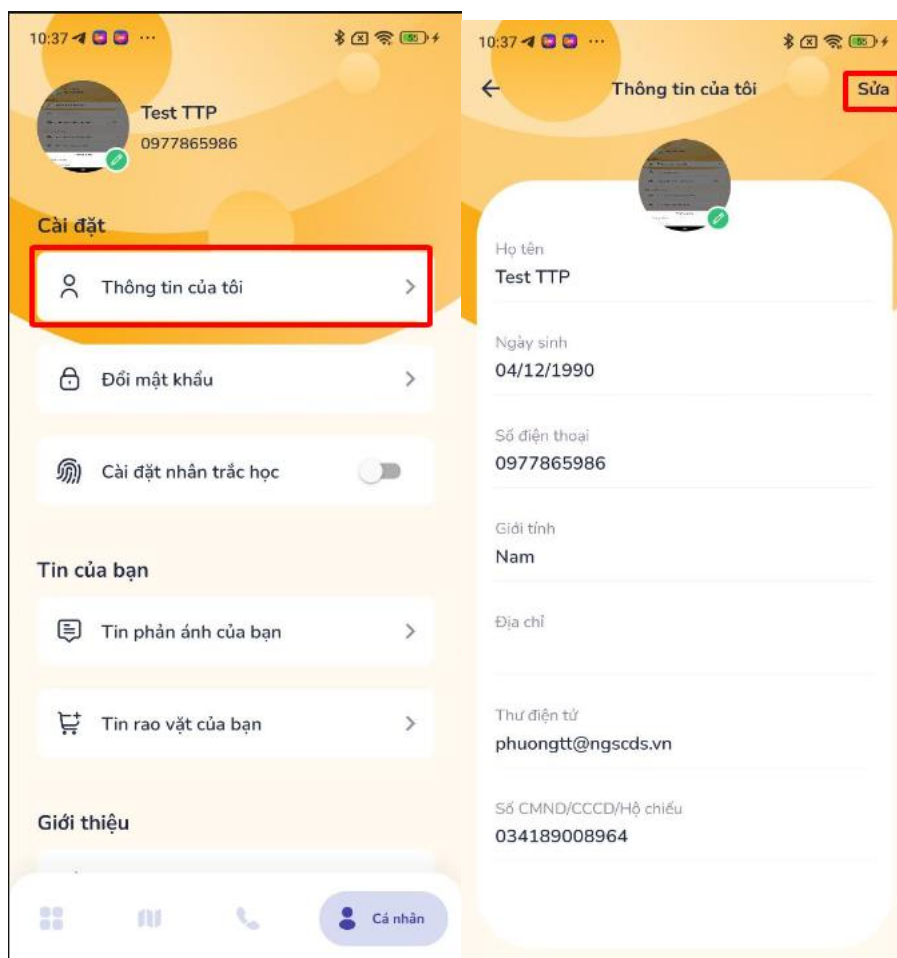 10:37 ... 55
Test TTP
0977865986
Cài đặt
Thông tin của tôi
Đổi mật khẩu
Cài đặt nhân trắc học
Tin của bạn
Tin phản ánh của bạn
Tin rao vặt của bạn
Giới thiệu
Cá nhân
10:37 ... 55
Thông tin của tôi Sửa
Họ tên
Test TTP
Ngày sinh
04/12/1990
Số điện thoại
0977865986
Giới tính
Nam
Địa chỉ
Thư điện tử
phuongtt@ngscds.vn
Số CMND/CCCD/Hộ chiếu
034189008964